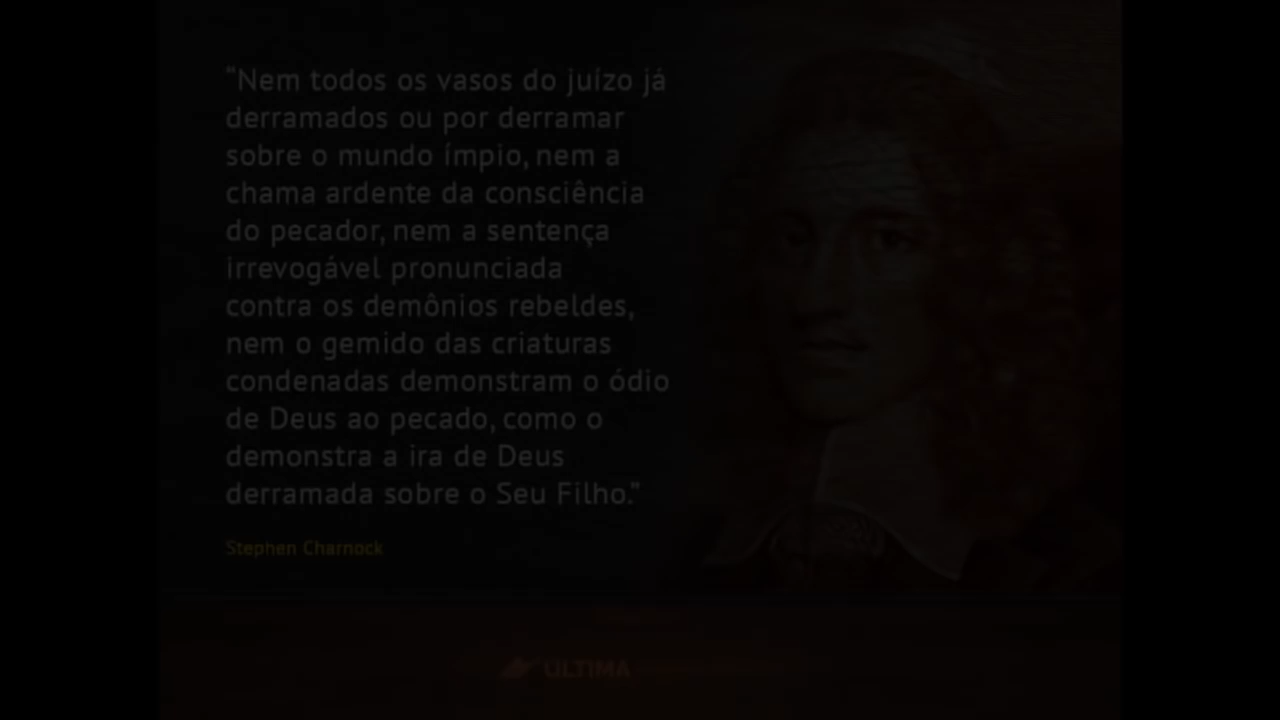 "Nem todos os vasos do juízo já
derramados ou por derramar
sobre o mundo ímpio, nem a
chama ardente da consciência
do pecador, nem a sentença
irrevogável pronunciada
contra os demônios rebeldes,
nem o gemido das criaturas
condenadas demonstram o ódio
de Deus ao pecado, como o
demonstra a ira de Deus
derramada sobre o Seu Filho."
Stephen Charnock
ULTIMA